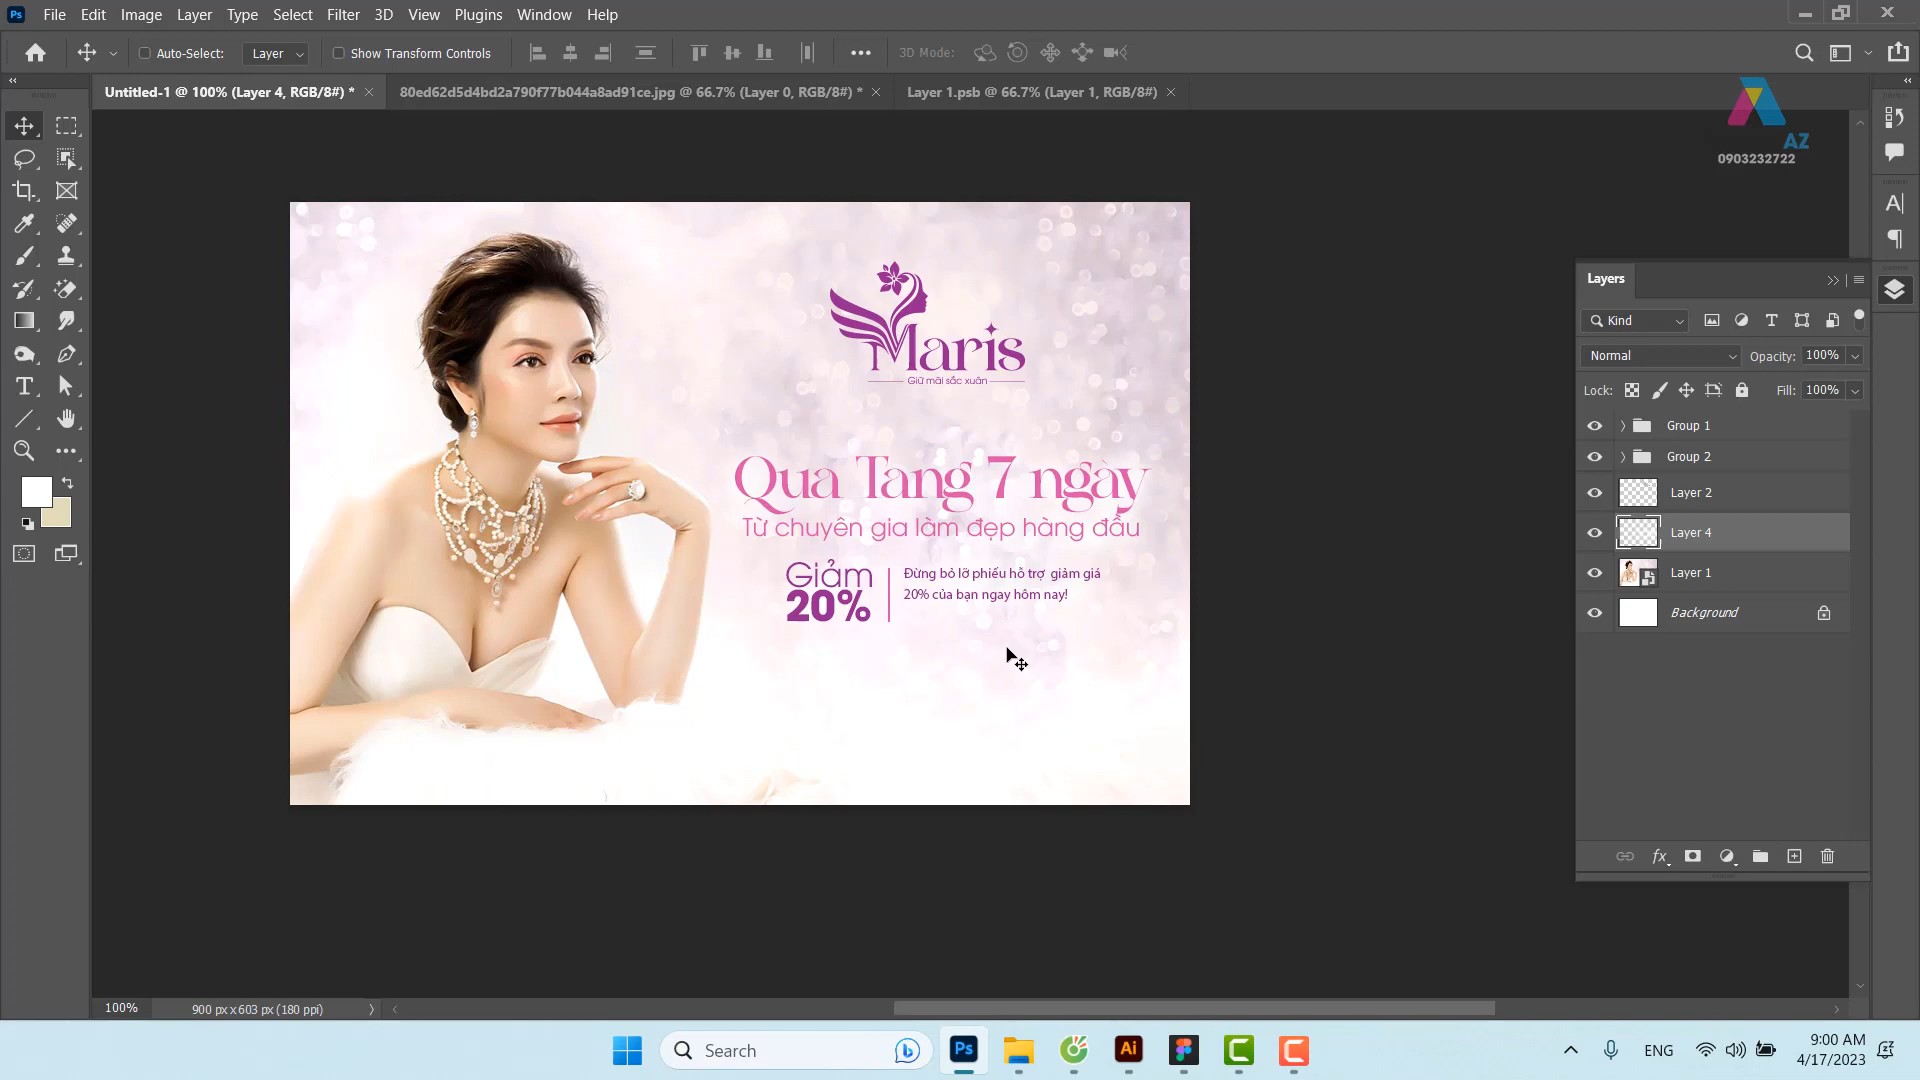 File Edit Image Layer Type Select Filter 3D View Plugins Window Help
Auto-Select: Layer Show Transform Controls 3D Mode:
Untitled-1 @ 100% (Layer 4, RGB/8#) *
80ed62d5d4bd2a790f77b044a8ad91ce.jpg @ 66.7% (Layer 0, RGB/8#) *
Layer 1.psb @ 66.7% (Layer 1, RGB/8#)
AZ
0903232722
Maris
Giữ mãi sắc xuân
Qua Tang 7 ngày
Từ chuyên gia làm đẹp hàng đầu
Giảm
20%
Đừng bỏ lỡ phiếu hỗ trợ giảm giá
20% của bạn ngay hôm nay!
Layers
Kind
Normal Opacity: 100%
Lock: Fill: 100%
Group 1
Group 2
Layer 2
Layer 4
Layer 1
Background
fx
100% 900 px x 603 px (180 ppi)
Search
Ps
Ai
ENG
9:00 AM
4/17/2023